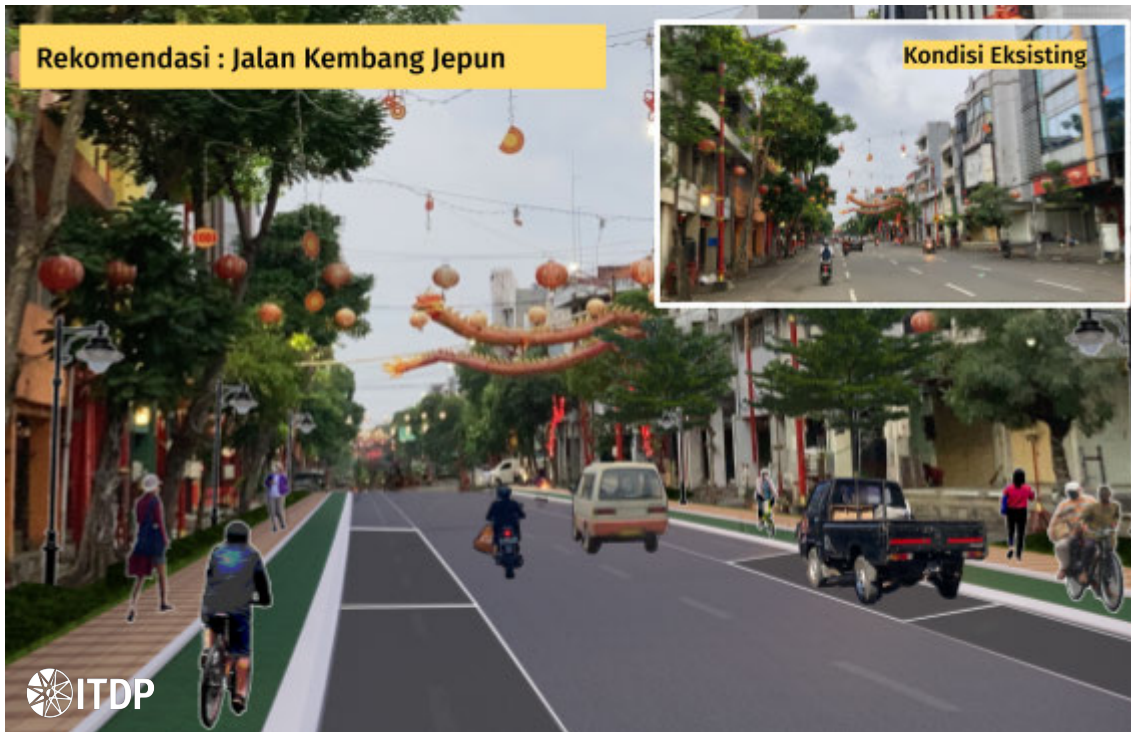 Rekomendasi : Jalan Kembang Jepun
Kondisi Eksisting
ITDP